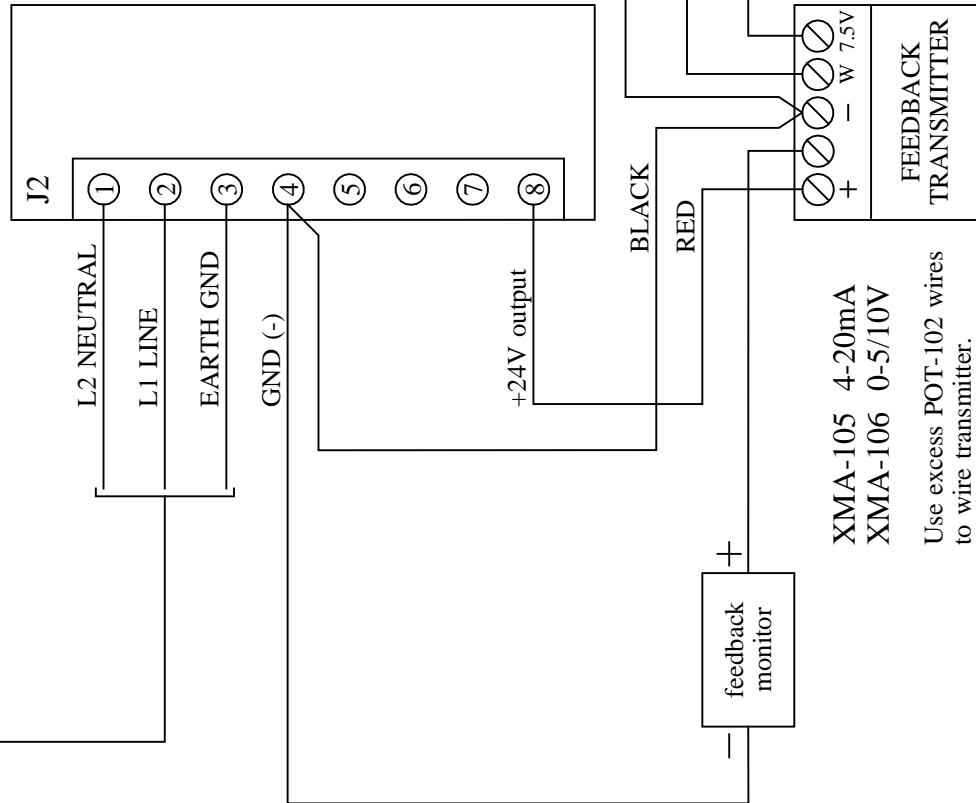 J2
1
2
3
4
5
6
7
8
L2 NEUTRAL
L1 LINE
EARTH GND
GND (-)
+24V output
BLACK
RED
+
−
W
7.5V
FEEDBACK
TRANSMITTER
XMA-105 4-20mA
XMA-106 0-5/10V
Use excess POT-102 wires
to wire transmitter.
−
+
feedback
monitor